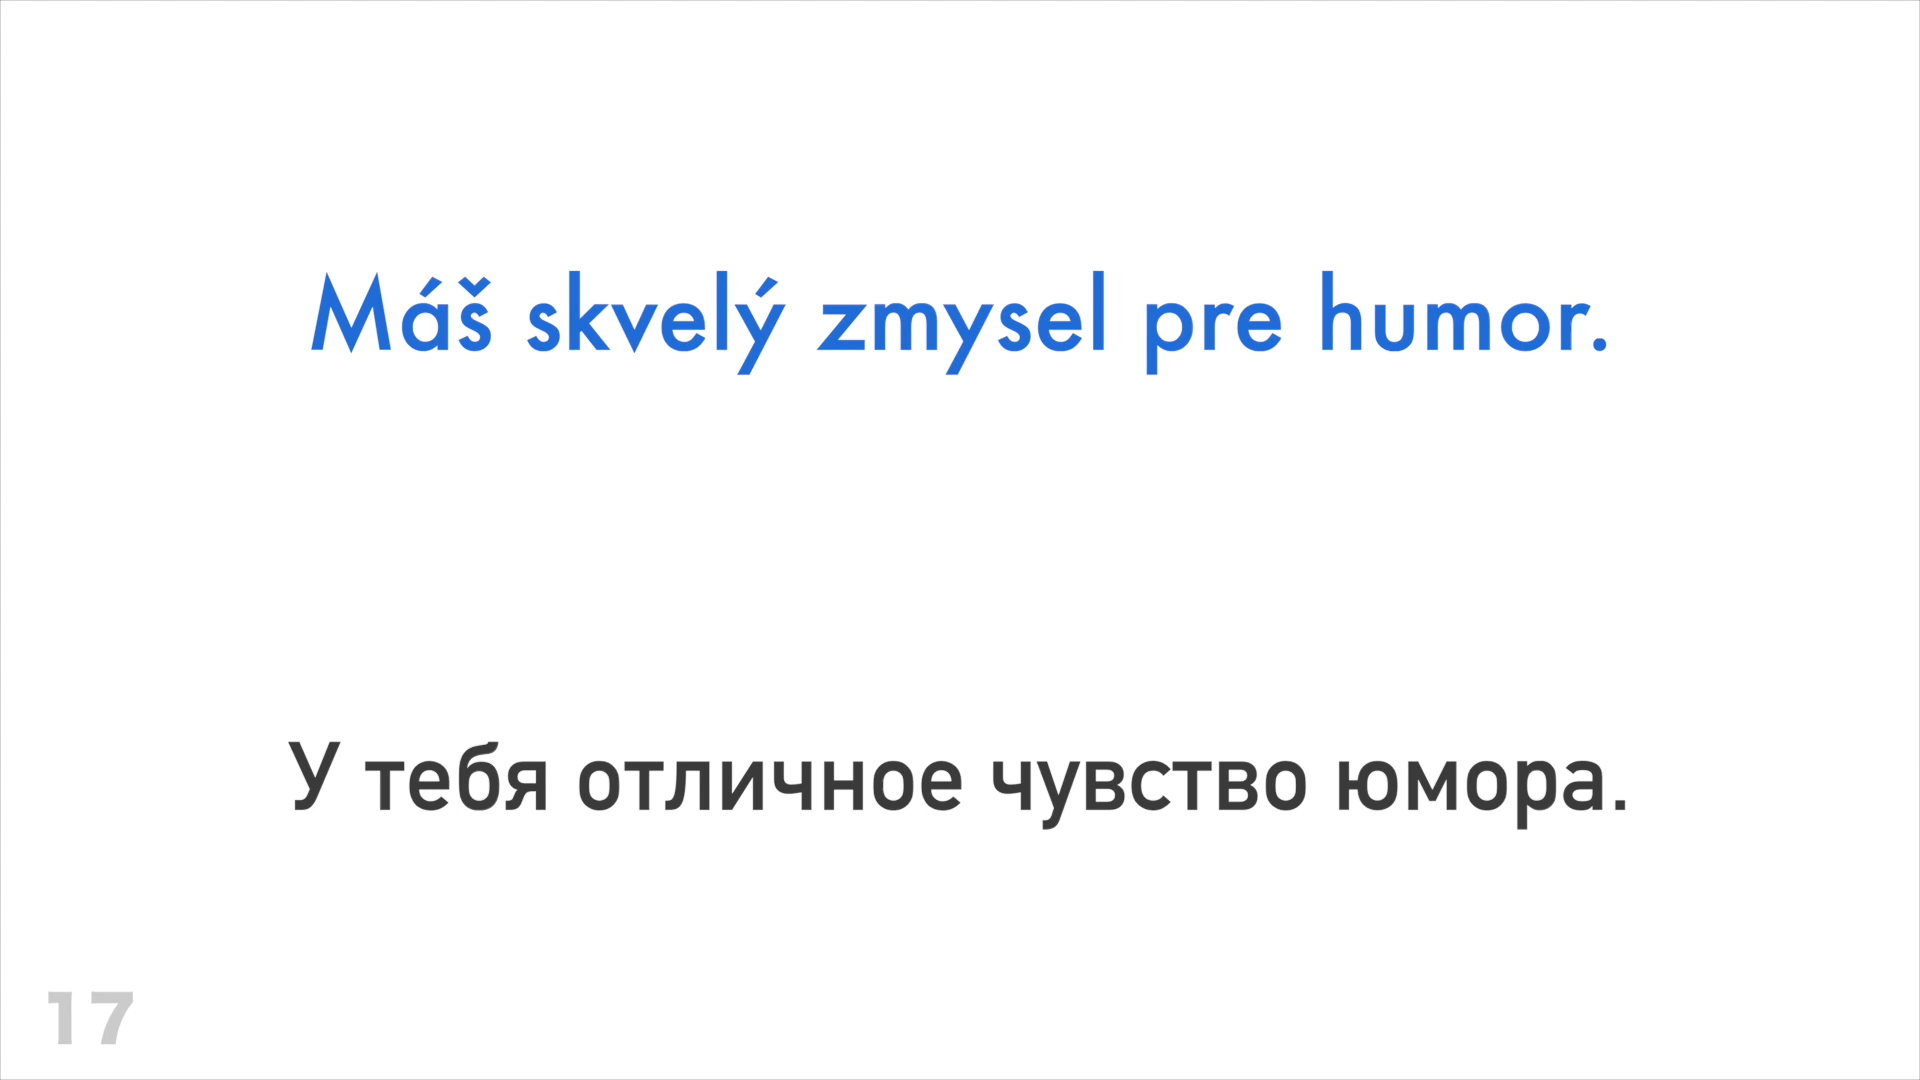 Máš skvelý zmysel pre humor.
У тебя отличное чувство юмора.
17